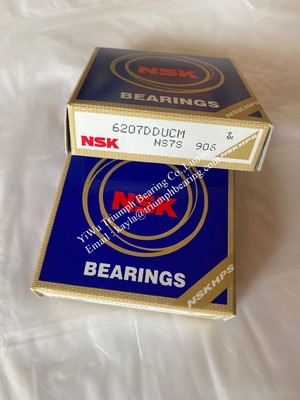 NSK
BEARINGS
6207DDUCM &
NSK NS7S 906
NSKHPS
YiWu Triumph Bearing Co., Ltd
Email : kayla@triumphbearing.com
NSK
BEARINGS
NSKHPS